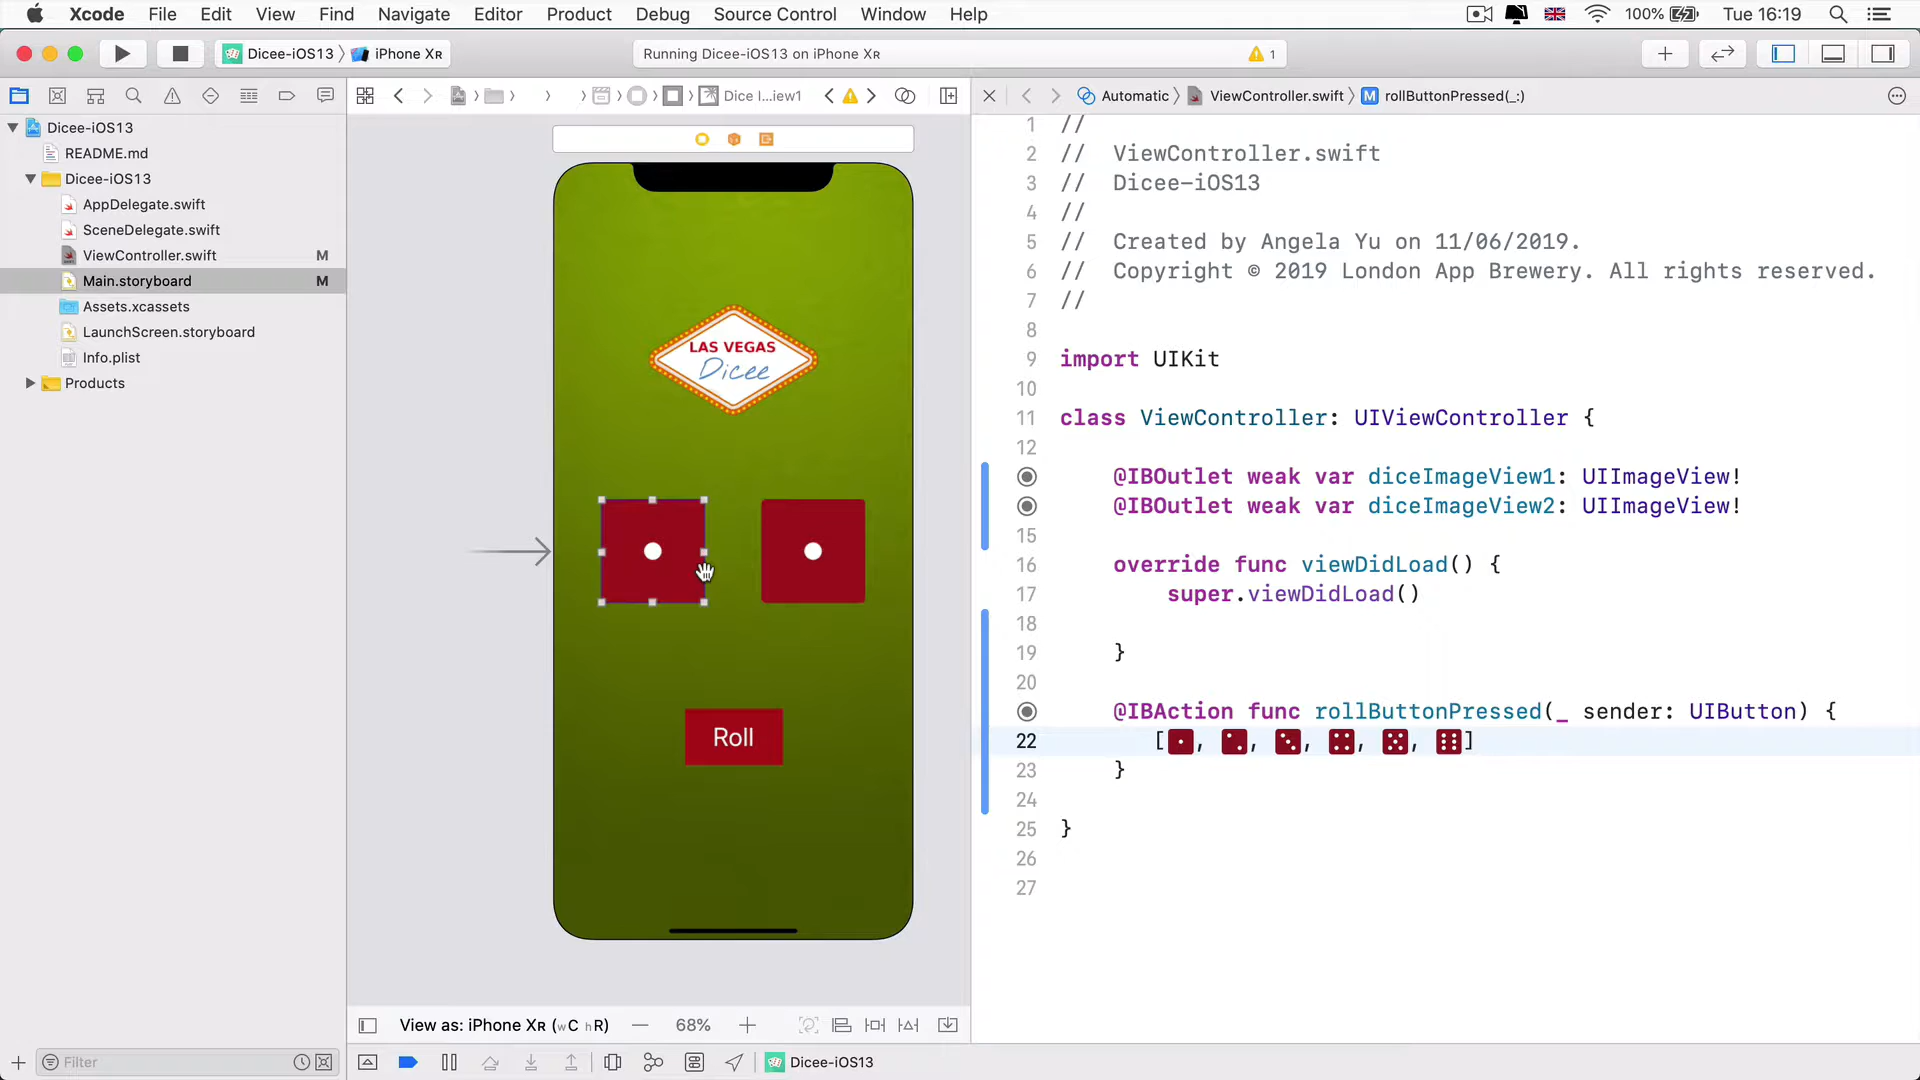 Xcode File Edit View Find Navigate Editor Product Debug Source Control Window Help 100% Tue 16:19
Dicee-iOS13 〉 iPhone Xʀ Running Dicee-iOS13 on iPhone Xʀ 1
Dice I...iew1
Automatic 〉 ViewController.swift 〉 M rollButtonPressed(_:)
Dicee-iOS13
README.md
Dicee-iOS13
AppDelegate.swift
SceneDelegate.swift
ViewController.swift M
Main.storyboard M
Assets.xcassets
LaunchScreen.storyboard
Info.plist
Products
Filter
LAS VEGAS
Dicee
Roll
View as: iPhone Xʀ (wC hR) — 68% +
Dicee-iOS13
1 //
2 //  ViewController.swift
3 //  Dicee-iOS13
4 //
5 //  Created by Angela Yu on 11/06/2019.
6 //  Copyright © 2019 London App Brewery. All rights reserved.
7 //
8
9 import UIKit
10
11 class ViewController: UIViewController {
12
@IBOutlet weak var diceImageView1: UIImageView!
@IBOutlet weak var diceImageView2: UIImageView!
15
16 override func viewDidLoad() {
17 super.viewDidLoad()
18
19 }
20
@IBAction func rollButtonPressed(_ sender: UIButton) {
22 [, , , , , ]
23 }
24
25 }
26
27